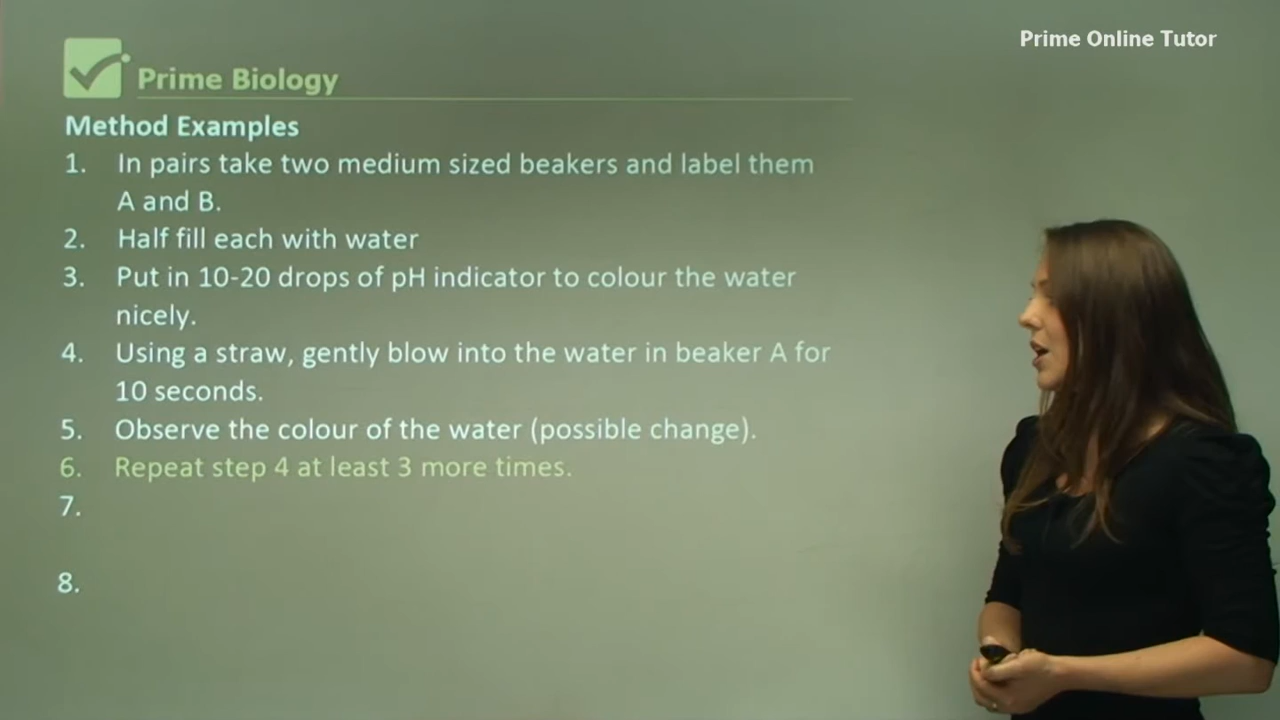 Prime Online Tutor
Prime Biology
Method Examples
1. In pairs take two medium sized beakers and label them
A and B.
2. Half fill each with water
3. Put in 10-20 drops of pH indicator to colour the water
nicely.
4. Using a straw, gently blow into the water in beaker A for
10 seconds.
5. Observe the colour of the water (possible change).
6. Repeat step 4 at least 3 more times.
7.
8.